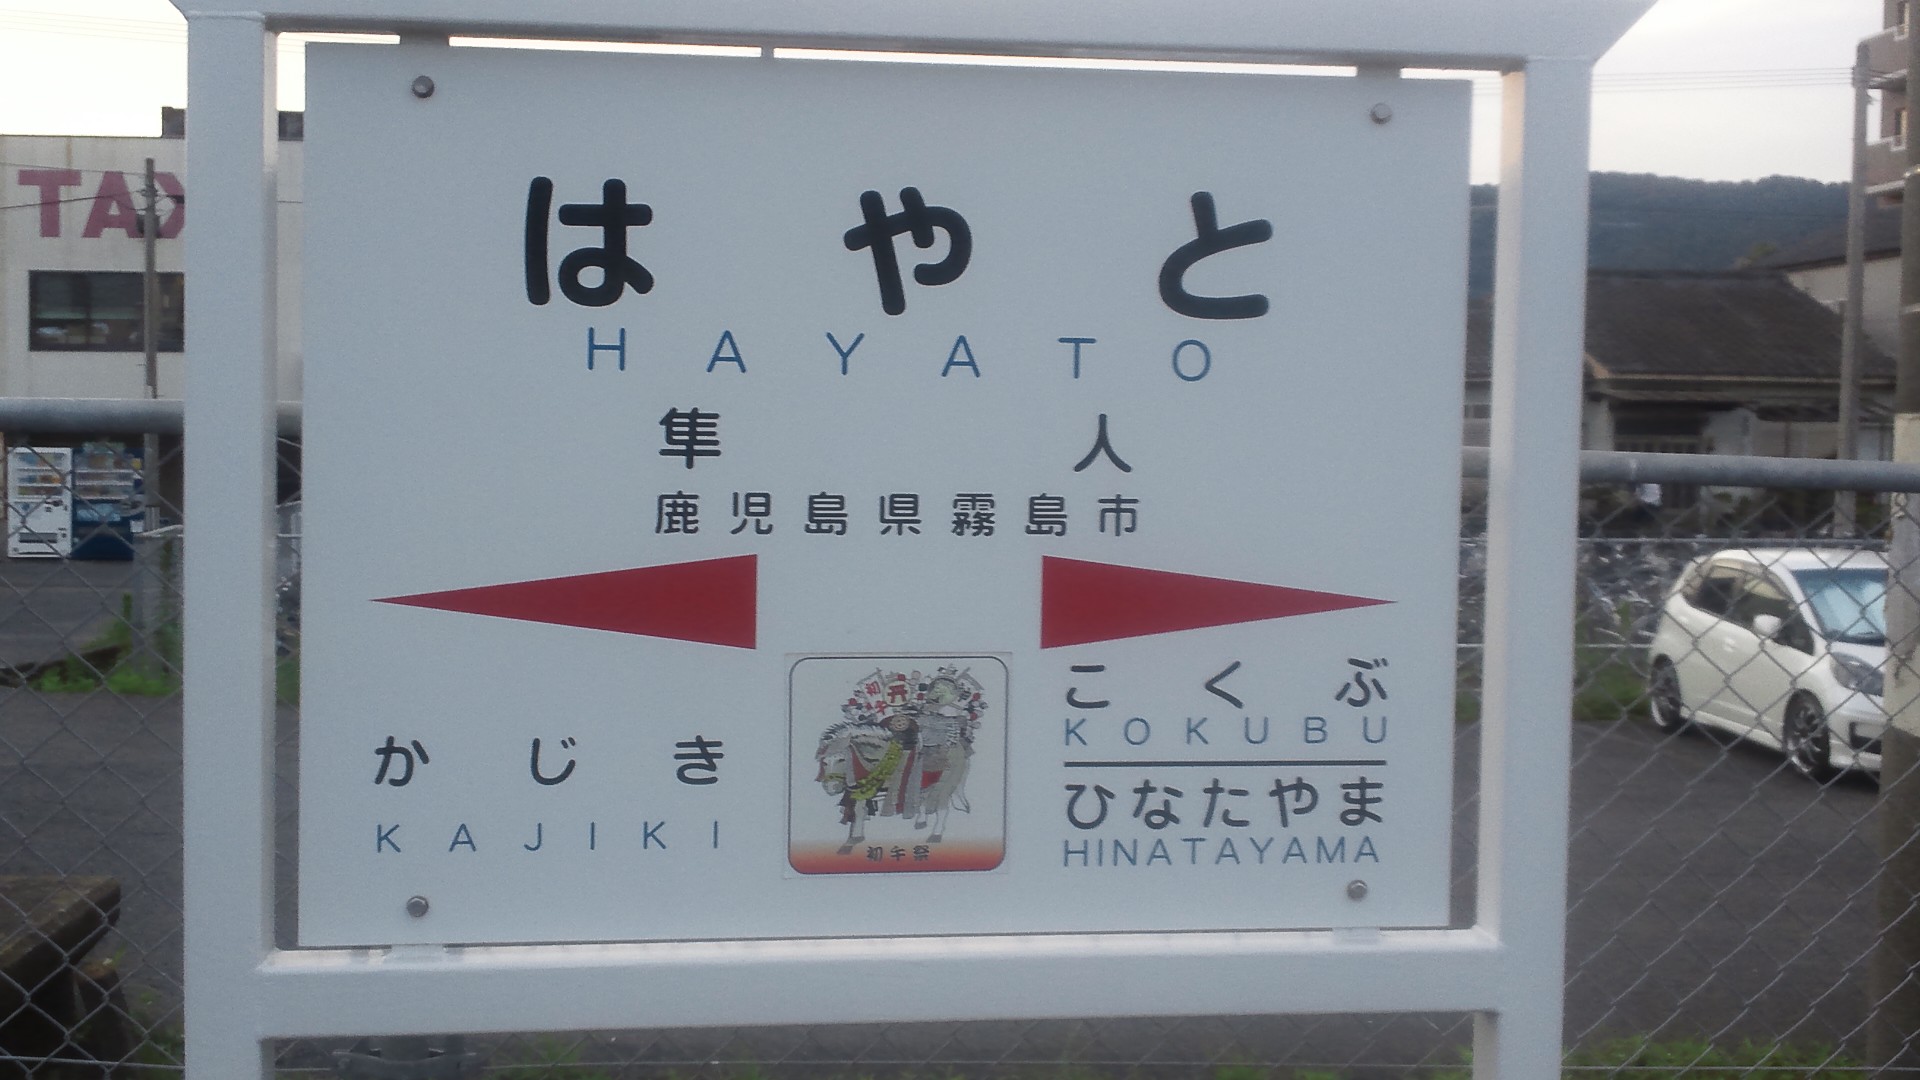 TAX
はやと
HAYATO
隼人
鹿児島県霧島市
かじき
KAJIKI
初午祭
こくぶ
KOKUBU
ひなたやま
HINATAYAMA